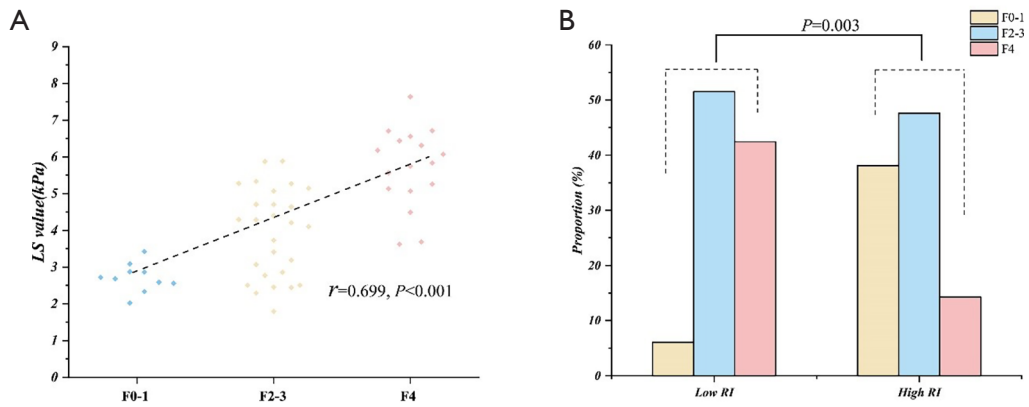 A
LS value(kPa)
9
8
7
6
5
4
3
2
1
0
r=0.699, P<0.001
F0-1 F2-3 F4
B
P=0.003
F0-1
F2-3
F4
Proportion (%)
60
50
40
30
20
10
0
Low RI High RI